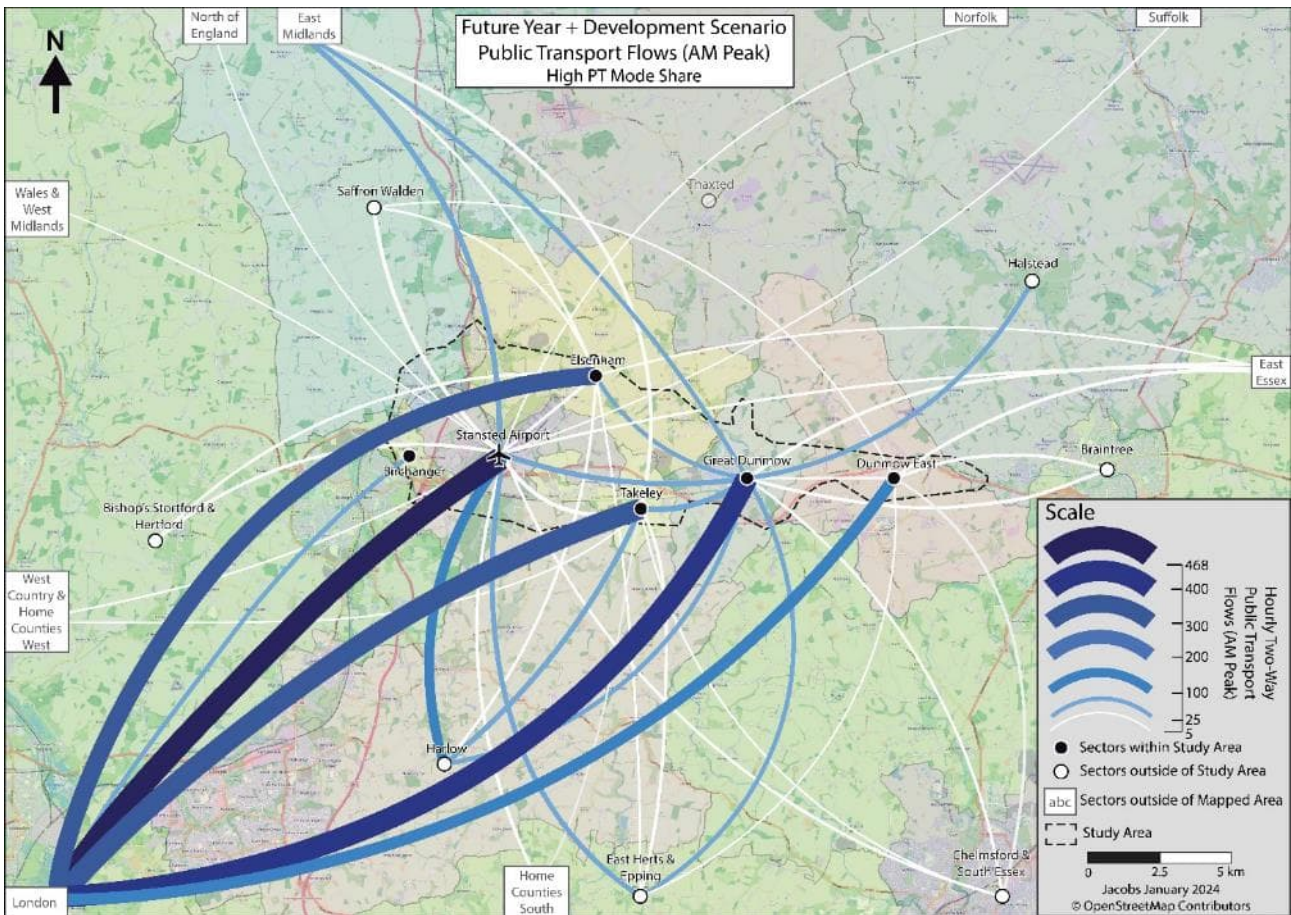 North of
England
East
Midlands
Future Year + Development Scenario
Public Transport Flows (AM Peak)
High PT Mode Share
Norfolk
Suffolk
N
Wales &
West
Midlands
Saffron Walden
Thaxted
Halstead
Elsenham
East
Essex
Stansted Airport
Birchanger
Great Dunmow
Dunmow East
Braintree
Takeley
Bishop's Stortford &
Hertford
West
Country &
Home
Counties
West
Harlow
London
Home
Counties
South
East Herts &
Epping
Chelmsford &
South Essex
Scale
468
400
300
200
100
25
5
Hourly Two-Way
Public Transport
Flows (AM Peak)
Sectors within Study Area
Sectors outside of Study Area
abc Sectors outside of Mapped Area
Study Area
0 2.5 5 km
Jacobs January 2024
© OpenStreetMap Contributors